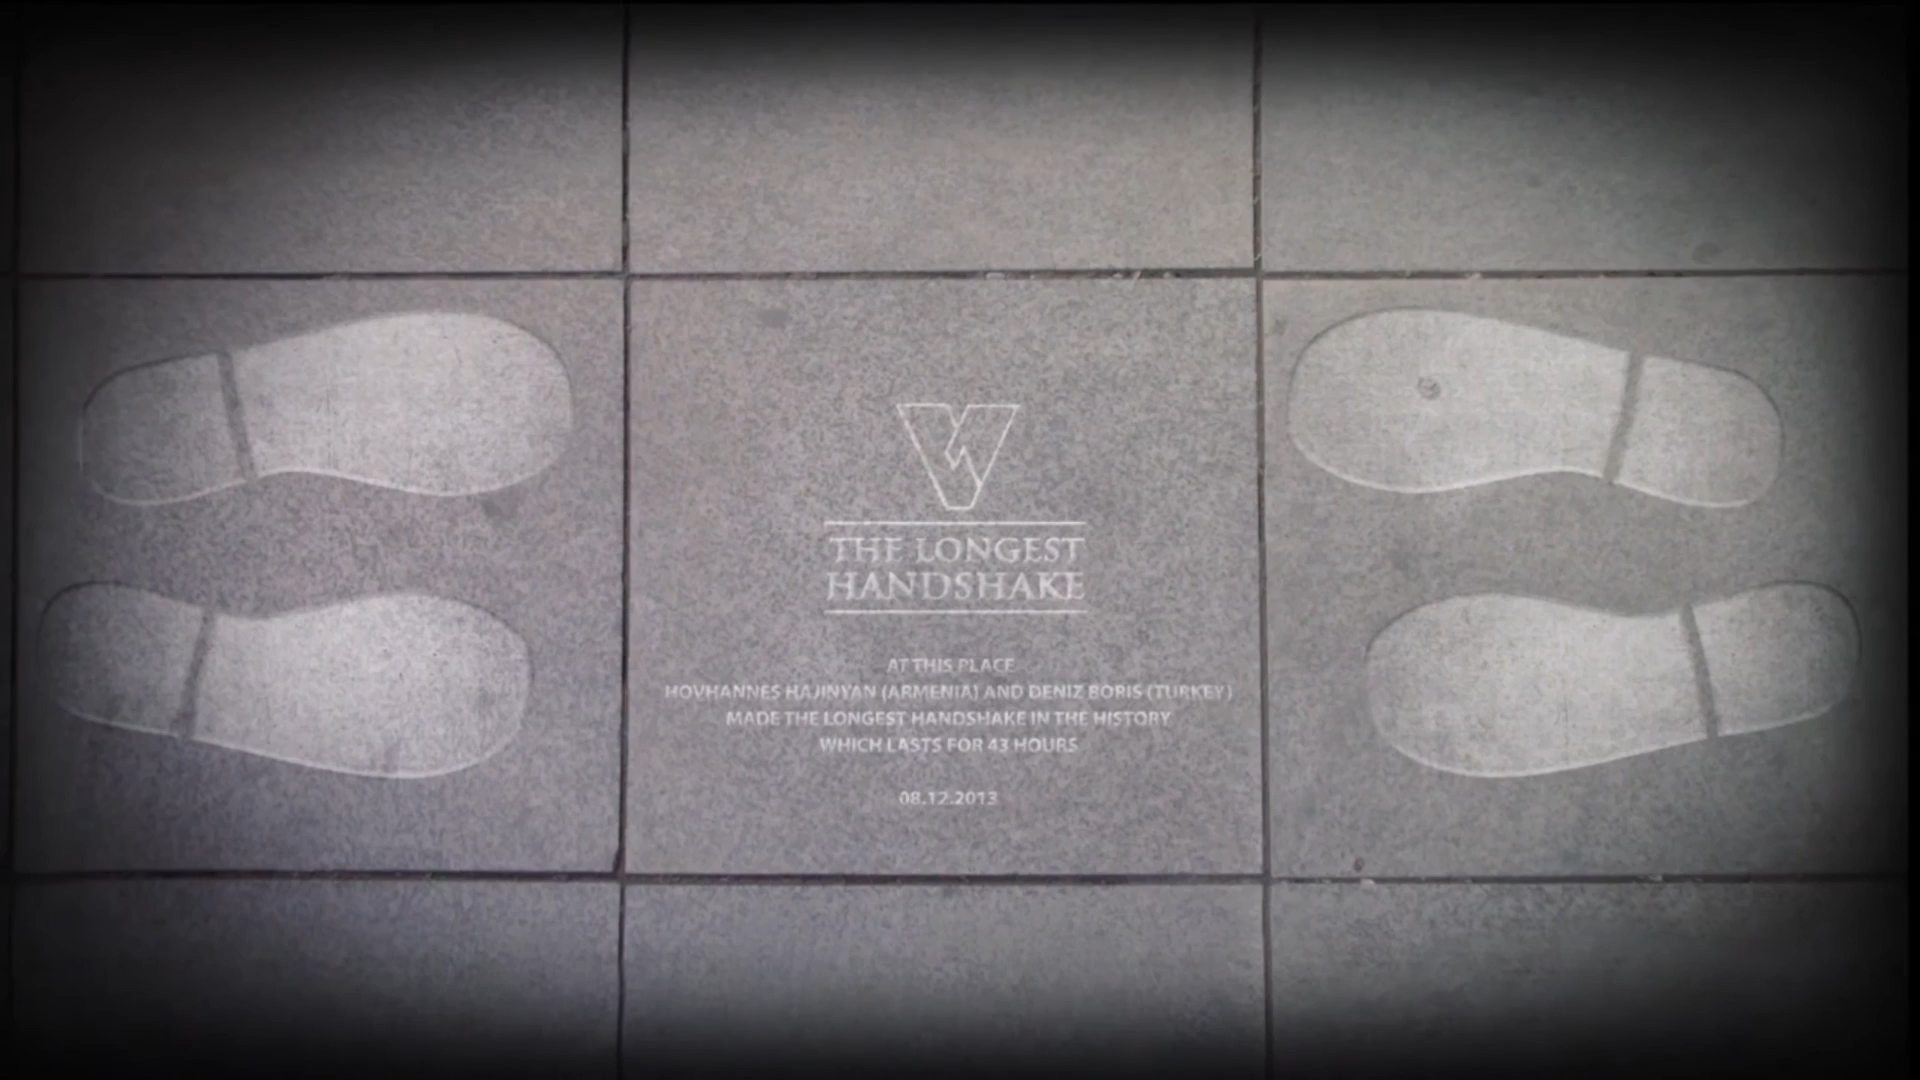 THE LONGEST
HANDSHAKE
AT THIS PLACE
HOVHANNES HAJINYAN (ARMENIA) AND DENIZ BORIS (TURKEY)
MADE THE LONGEST HANDSHAKE IN THE HISTORY
WHICH LASTS FOR 43 HOURS
08.12.2013